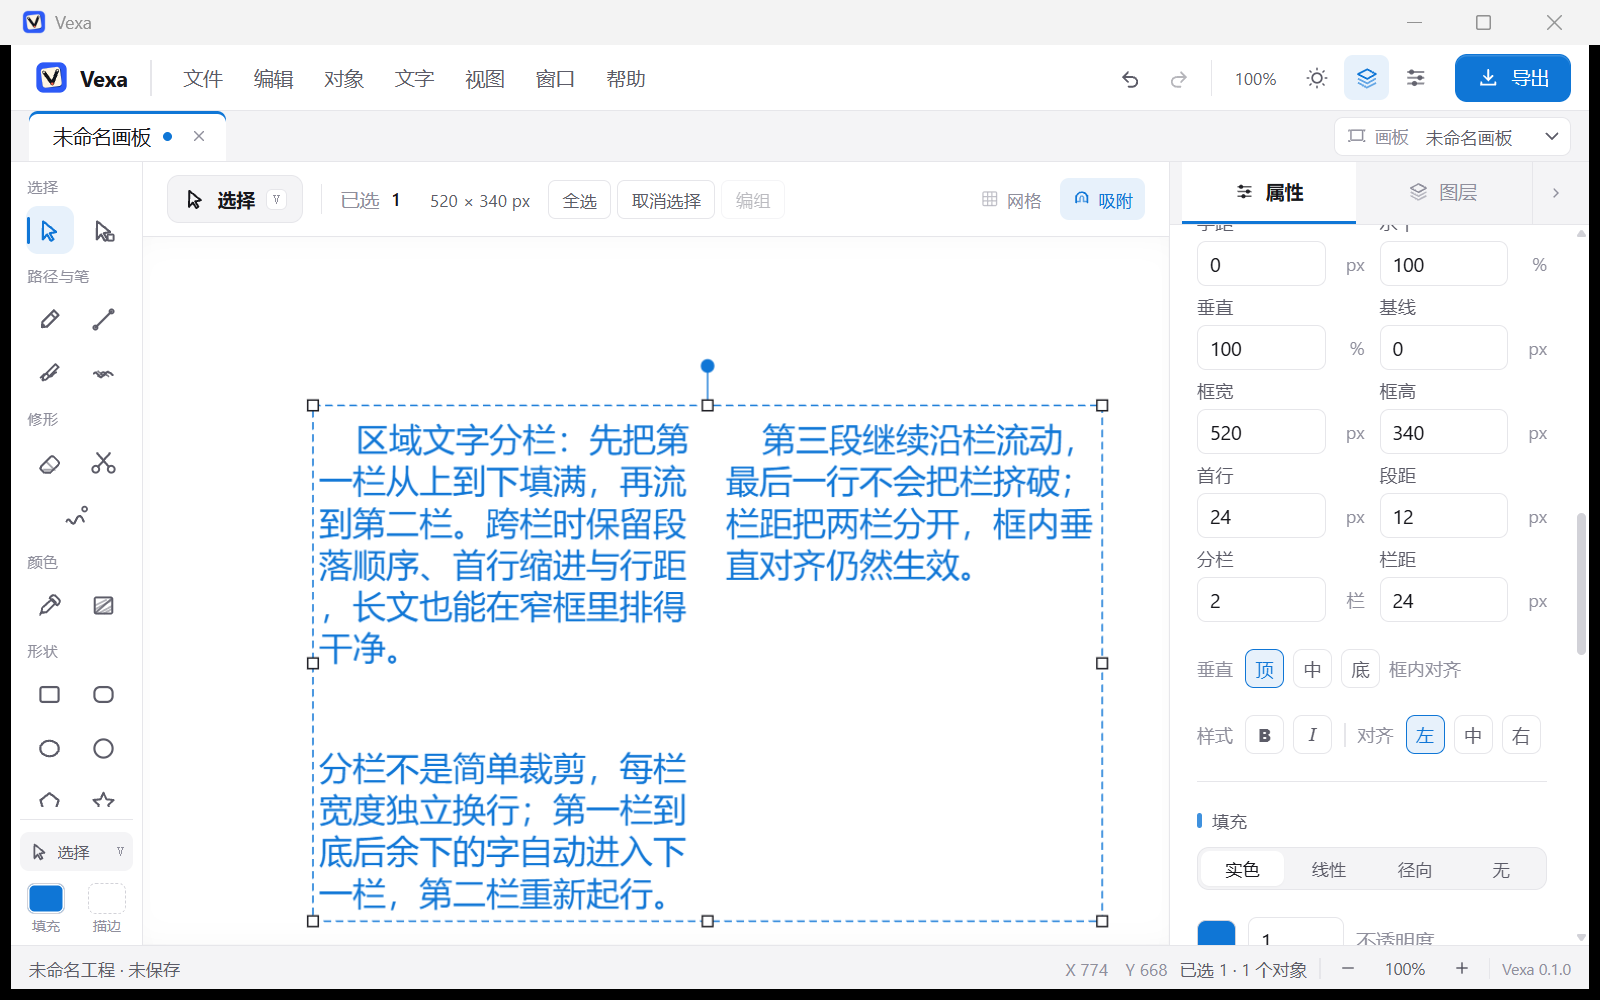 Vexa
Vexa 文件 编辑 对象 文字 视图 窗口 帮助 100% 导出
未命名画板 画板 未命名画板
选择
选择 V 已选 1 520 × 340 px 全选 取消选择 编组 网格 吸附
属性 图层
路径与笔
修形
颜色
形状
选择 V
填充 描边
区域文字分栏：先把第
一栏从上到下填满，再流
到第二栏。跨栏时保留段
落顺序、首行缩进与行距
，长文也能在窄框里排得
干净。
分栏不是简单裁剪，每栏
宽度独立换行；第一栏到
底后余下的字自动进入下
一栏，第二栏重新起行。
第三段继续沿栏流动，
最后一行不会把栏挤破；
栏距把两栏分开，框内垂
直对齐仍然生效。
字距 水平
0 px 100 %
垂直 基线
100 % 0 px
框宽 框高
520 px 340 px
首行 段距
24 px 12 px
分栏 栏距
2 栏 24 px
垂直 顶 中 底 框内对齐
样式 B I 对齐 左 中 右
填充
实色 线性 径向 无
1 不透明度
未命名工程 · 未保存 X 774 Y 668 已选 1 · 1 个对象 100% Vexa 0.1.0